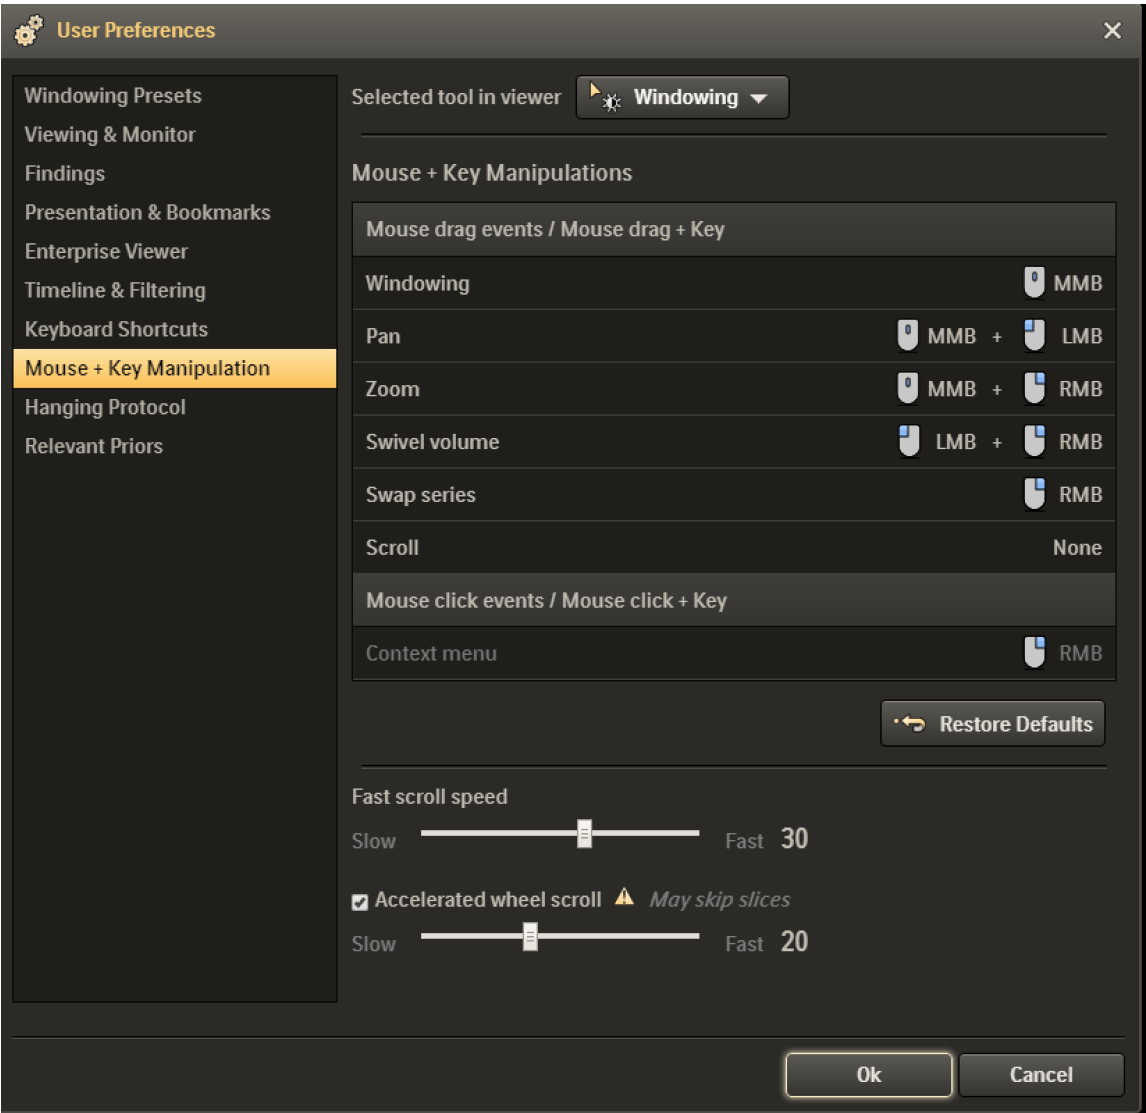 User Preferences
Windowing Presets
Viewing & Monitor
Findings
Presentation & Bookmarks
Enterprise Viewer
Timeline & Filtering
Keyboard Shortcuts
Mouse + Key Manipulation
Hanging Protocol
Relevant Priors
Selected tool in viewer Windowing
Mouse + Key Manipulations
Mouse drag events / Mouse drag + Key
Windowing MMB
Pan MMB + LMB
Zoom MMB + RMB
Swivel volume LMB + RMB
Swap series RMB
Scroll None
Mouse click events / Mouse click + Key
Context menu RMB
Restore Defaults
Fast scroll speed
Slow Fast 30
Accelerated wheel scroll May skip slices
Slow Fast 20
Ok Cancel